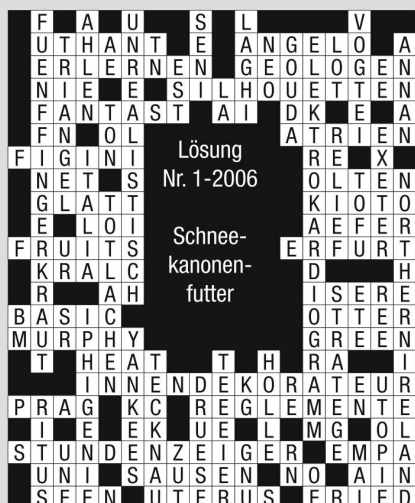 F A U S L V
UTHANT E ANGELO A
ERLERNEN GEOLOGEN
NIE E SILHOUETTEN
FANTAST AI DK E A
FN OL ATRIEN
FIGINI Lösung RE X
NET S Nr. 1-2006 OLTEN
GLATT KIOTO
E LOI Schnee- AEFER
FRUITS ERFURT
KRALC kanonen- D H
R AH futter ISERE
BASIC OTTER
MURPHY GREEN
T HEAT T H RA I
INNENDEKORATEUR
PRAG KC REGLEMENTE
I E EK UE L MG OL
STUNDENZEIGER EMPA
UNI SAUSEN NO AIN
SEEN UTERUS